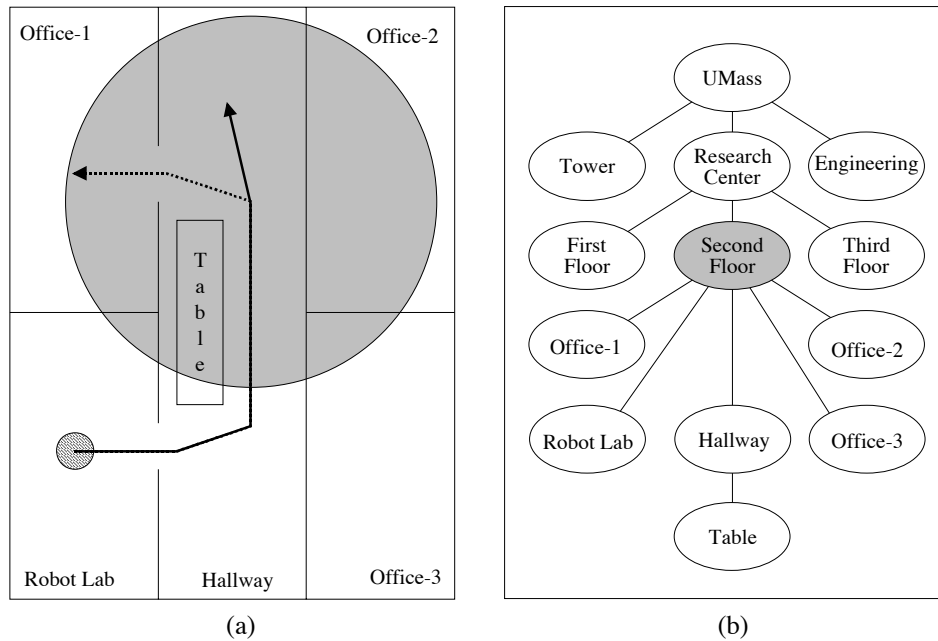 Office-1
Office-2
T
a
b
l
e
Robot Lab
Hallway
Office-3
(a)
UMass
Tower
Research
Center
Engineering
First
Floor
Second
Floor
Third
Floor
Office-1
Office-2
Robot Lab
Hallway
Office-3
Table
(b)